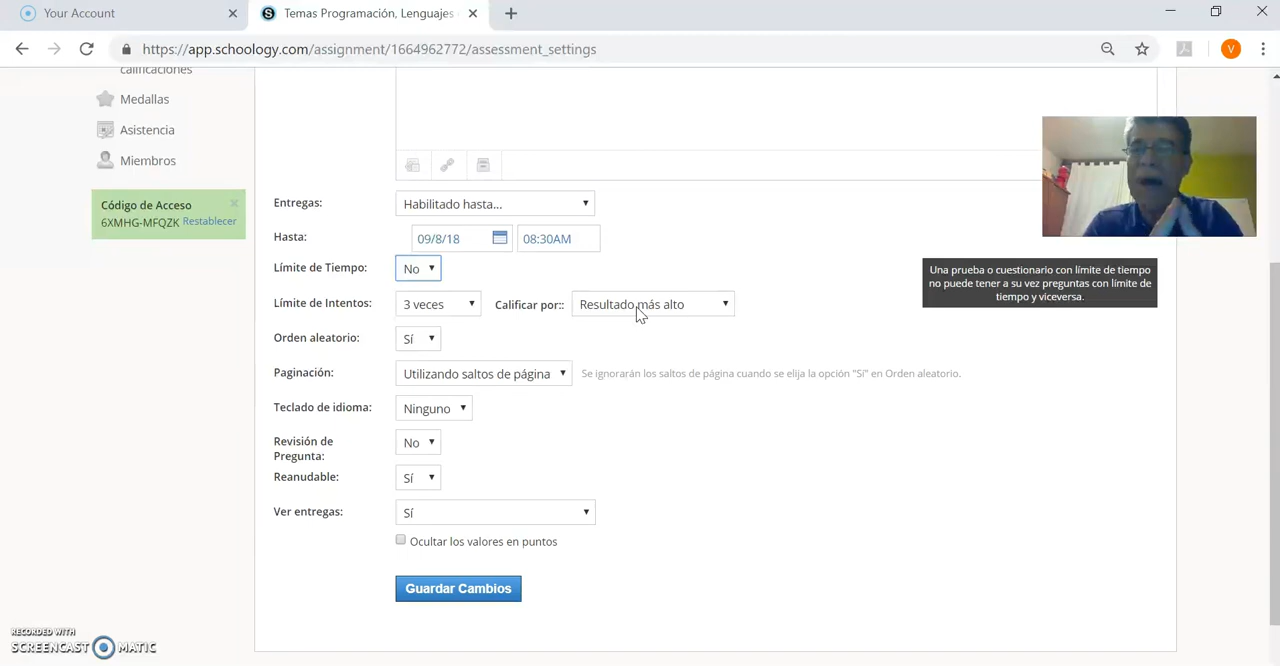 Your Account
Temas Programación, Lenguajes
https://app.schoology.com/assignment/1664962772/assessment_settings
V
calificaciones
Medallas
Asistencia
Miembros
Código de Acceso
6XMHG-MFQZK Restablecer
Entregas: Habilitado hasta...
Hasta: 09/8/18 08:30AM
Límite de Tiempo: No
Una prueba o cuestionario con límite de tiempo
no puede tener a su vez preguntas con límite de
tiempo y viceversa.
Límite de Intentos: 3 veces Calificar por:: Resultado más alto
Orden aleatorio: Sí
Paginación: Utilizando saltos de página Se ignorarán los saltos de página cuando se elija la opción "Sí" en Orden aleatorio.
Teclado de idioma: Ninguno
Revisión de
Pregunta: No
Reanudable: Sí
Ver entregas: Sí
Ocultar los valores en puntos
Guardar Cambios
RECORDED WITH
SCREENCAST MATIC